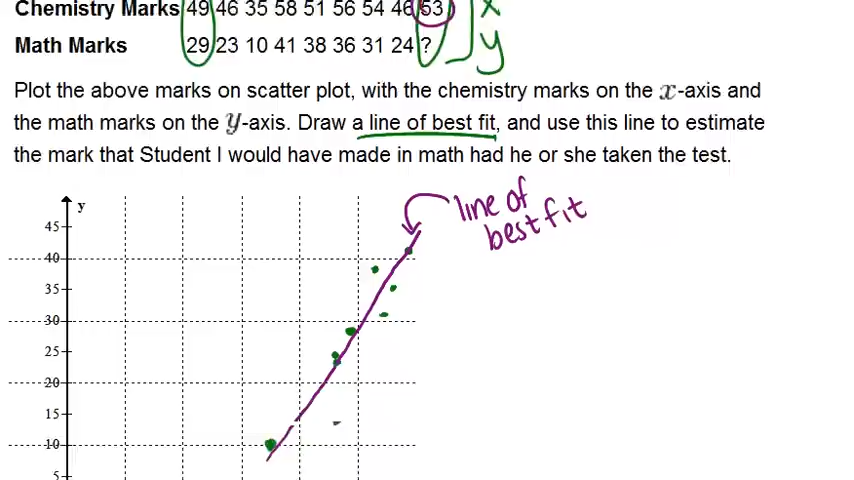 Chemistry Marks 49 46 35 58 51 56 54 46 53 x
Math Marks 29 23 10 41 38 36 31 24 ? y
Plot the above marks on scatter plot, with the chemistry marks on the x-axis and
the math marks on the y-axis. Draw a line of best fit, and use this line to estimate
the mark that Student I would have made in math had he or she taken the test.
line of
best fit
y
45
40
35
30
25
20
15
10
5